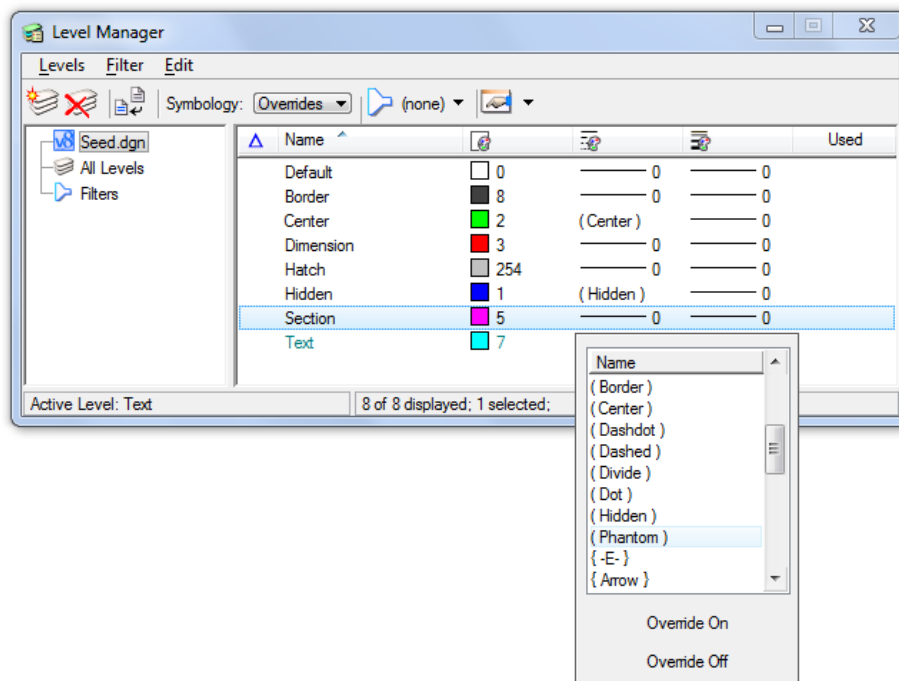 Level Manager
Levels Filter Edit
Symbology: Overrides (none)
Seed.dgn
All Levels
Filters
Name Used
Default 0 0 0
Border 8 0 0
Center 2 ( Center ) 0
Dimension 3 0 0
Hatch 254 0 0
Hidden 1 ( Hidden ) 0
Section 5 0 0
Text 7
Active Level: Text 8 of 8 displayed; 1 selected;
Name
( Border )
( Center )
( Dashdot )
( Dashed )
( Divide )
( Dot )
( Hidden )
( Phantom )
{ -E- }
{ Arrow }
Override On
Override Off